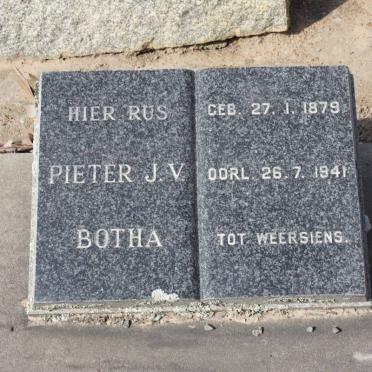 HIER RUS
PIETER J. V.
BOTHA
GEB. 27. 1. 1879
OORL. 26. 7. 1941
TOT WEERSIENS.